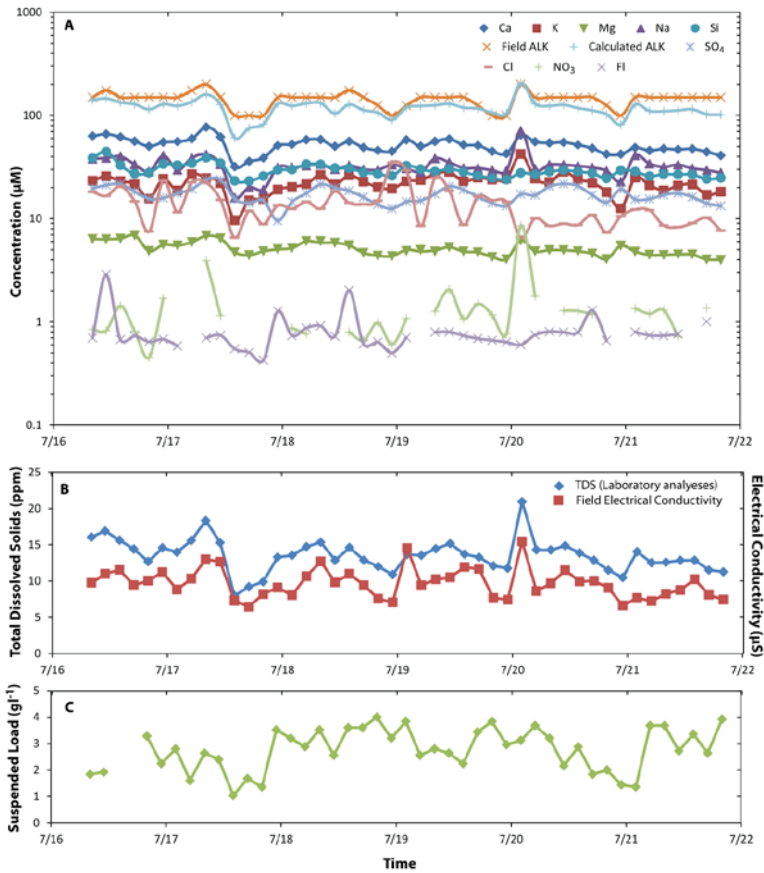 A
Ca K Mg Na Si
Field ALK Calculated ALK SO₄
Cl NO₃ Fl
Concentration (µM)
1000
100
10
1
0.1
7/16 7/17 7/18 7/19 7/20 7/21 7/22
B
TDS (Laboratory analyses)
Field Electrical Conductivity
Total Dissolved Solids (ppm)
Electrical Conductivity (µS)
25
20
15
10
5
0
7/16 7/17 7/18 7/19 7/20 7/21 7/22
C
Suspended Load (gl⁻¹)
5
4
3
2
1
0
7/16 7/17 7/18 7/19 7/20 7/21 7/22
Time